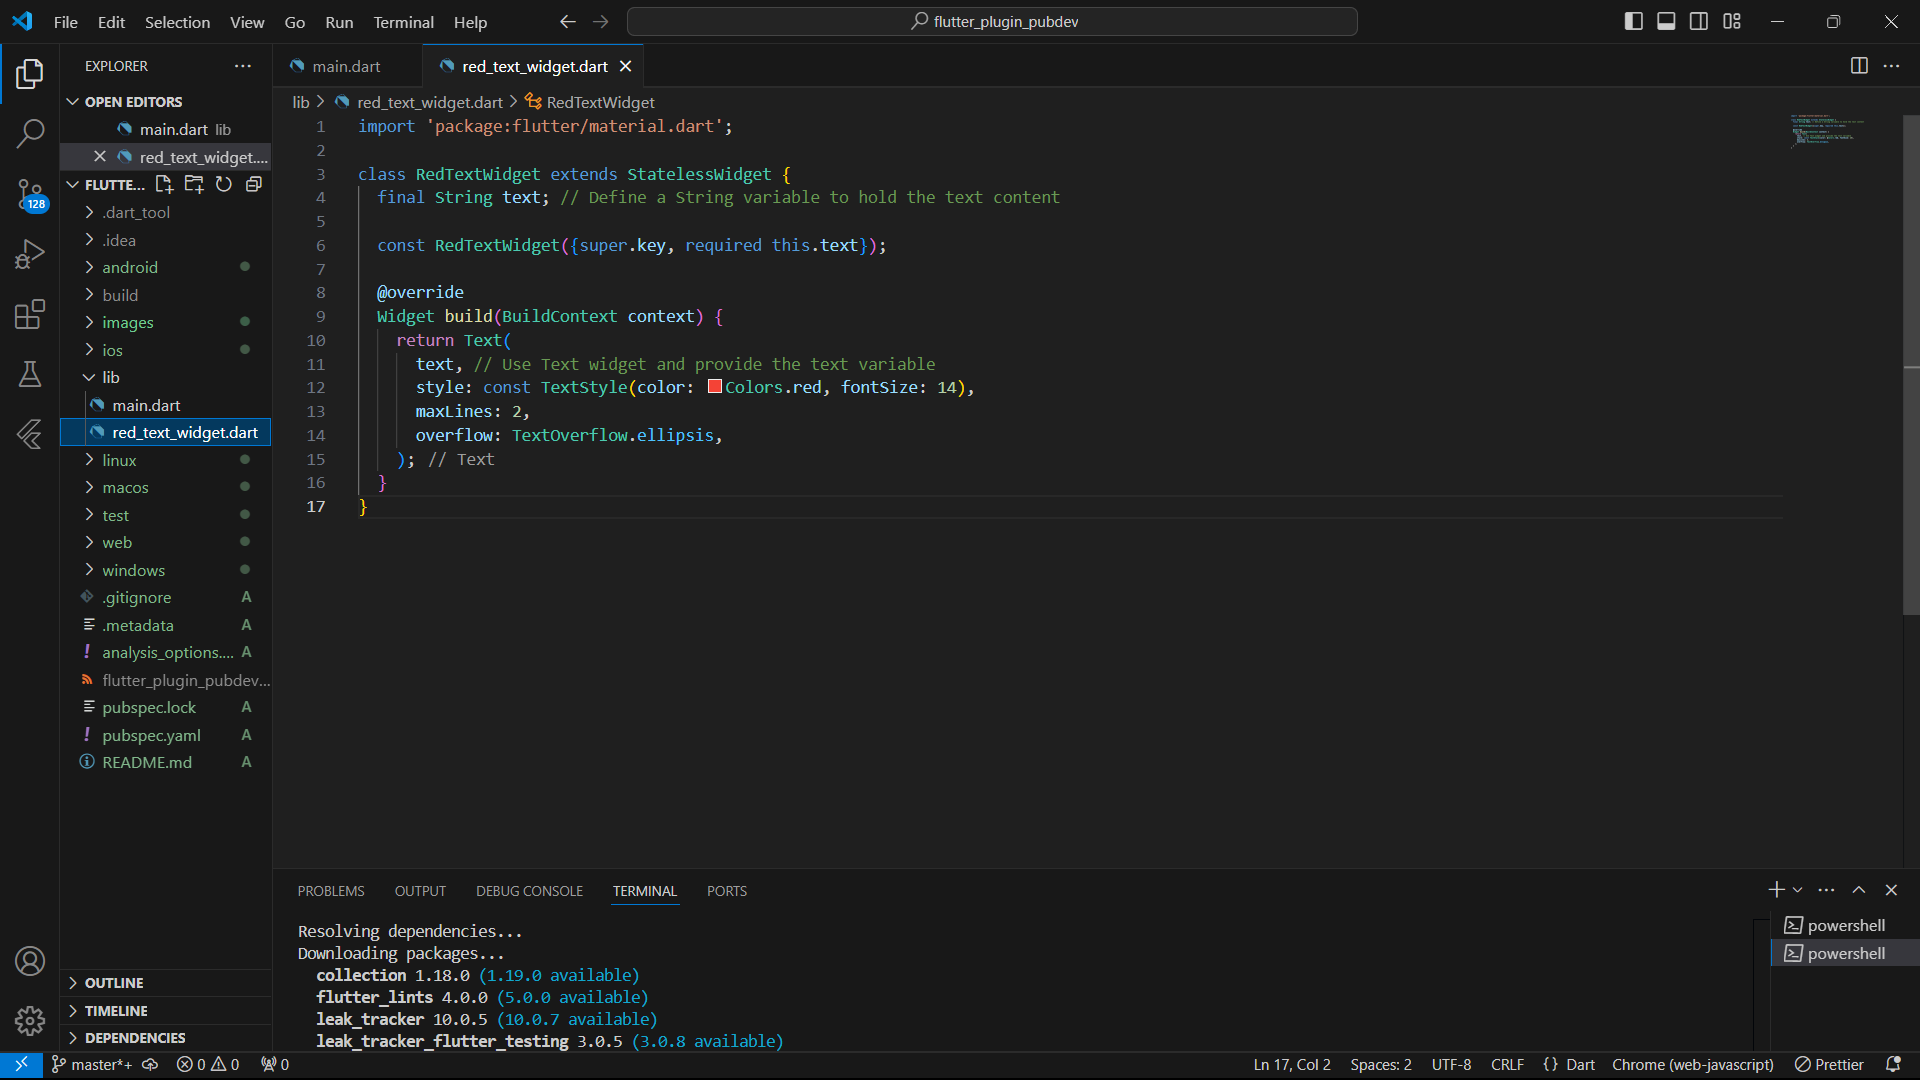 File Edit Selection View Go Run Terminal Help
flutter_plugin_pubdev
EXPLORER
OPEN EDITORS
main.dart lib
red_text_widget....
FLUTTE...
.dart_tool
.idea
android
build
images
ios
lib
main.dart
red_text_widget.dart
linux
macos
test
web
windows
.gitignore A
.metadata A
analysis_options.... A
flutter_plugin_pubdev...
pubspec.lock A
pubspec.yaml A
README.md A
OUTLINE
TIMELINE
DEPENDENCIES
128
main.dart red_text_widget.dart
lib > red_text_widget.dart > RedTextWidget
1 import 'package:flutter/material.dart';
2
3 class RedTextWidget extends StatelessWidget {
4 final String text; // Define a String variable to hold the text content
5
6 const RedTextWidget({super.key, required this.text});
7
8 @override
9 Widget build(BuildContext context) {
10 return Text(
11 text, // Use Text widget and provide the text variable
12 style: const TextStyle(color: Colors.red, fontSize: 14),
13 maxLines: 2,
14 overflow: TextOverflow.ellipsis,
15 ); // Text
16 }
17 }
PROBLEMS OUTPUT DEBUG CONSOLE TERMINAL PORTS
Resolving dependencies...
Downloading packages...
collection 1.18.0 (1.19.0 available)
flutter_lints 4.0.0 (5.0.0 available)
leak_tracker 10.0.5 (10.0.7 available)
leak_tracker_flutter_testing 3.0.5 (3.0.8 available)
powershell
powershell
master*+ 0 0 0
Ln 17, Col 2 Spaces: 2 UTF-8 CRLF {} Dart Chrome (web-javascript) Prettier